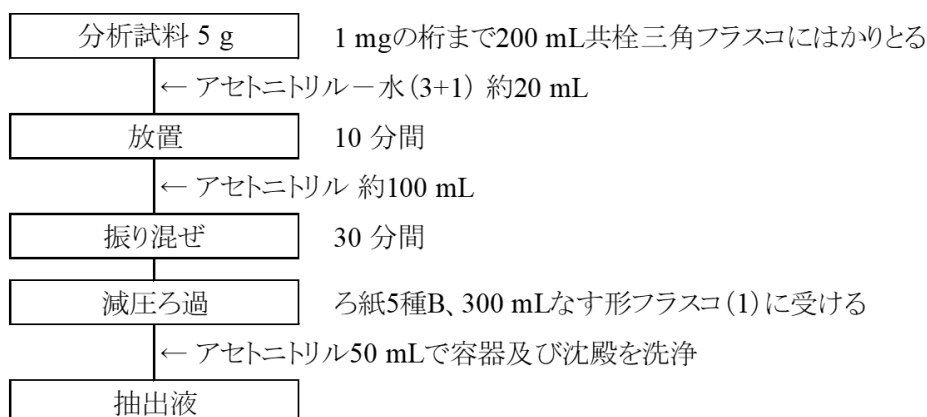 分析試料 5 g 1 mgの桁まで200 mL共栓三角フラスコにはかりとる
← アセトニトリル－水（3+1） 約20 mL
放置 10 分間
← アセトニトリル 約100 mL
振り混ぜ 30 分間
減圧ろ過 ろ紙5種B、300 mLなす形フラスコ（1）に受ける
← アセトニトリル50 mLで容器及び沈殿を洗浄
抽出液